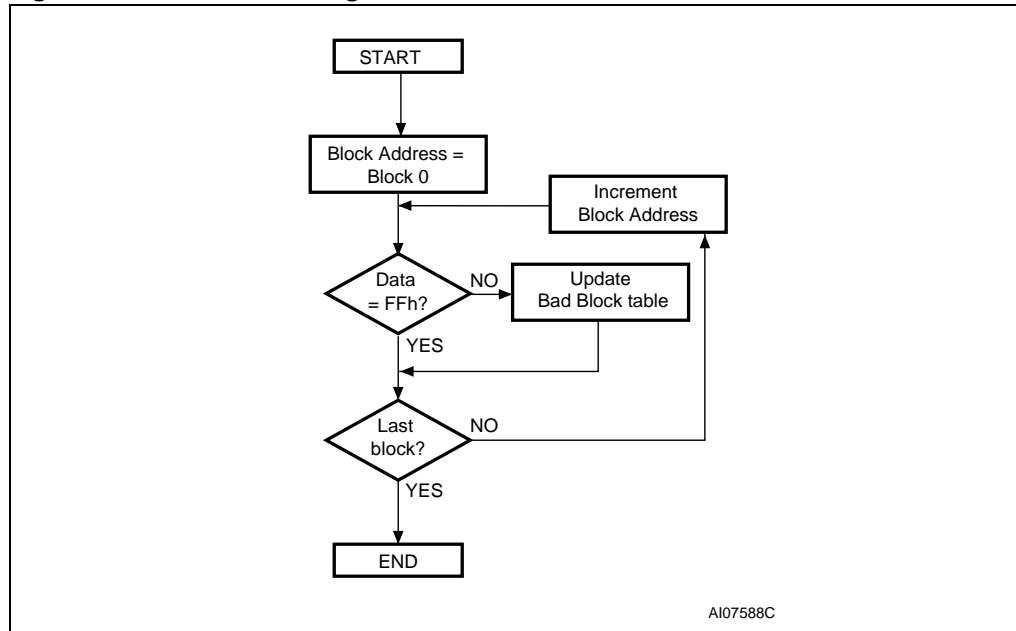 START
Block Address =
Block 0
Increment
Block Address
Data
= FFh?
NO
Update
Bad Block table
YES
Last
block?
NO
YES
END
AI07588C